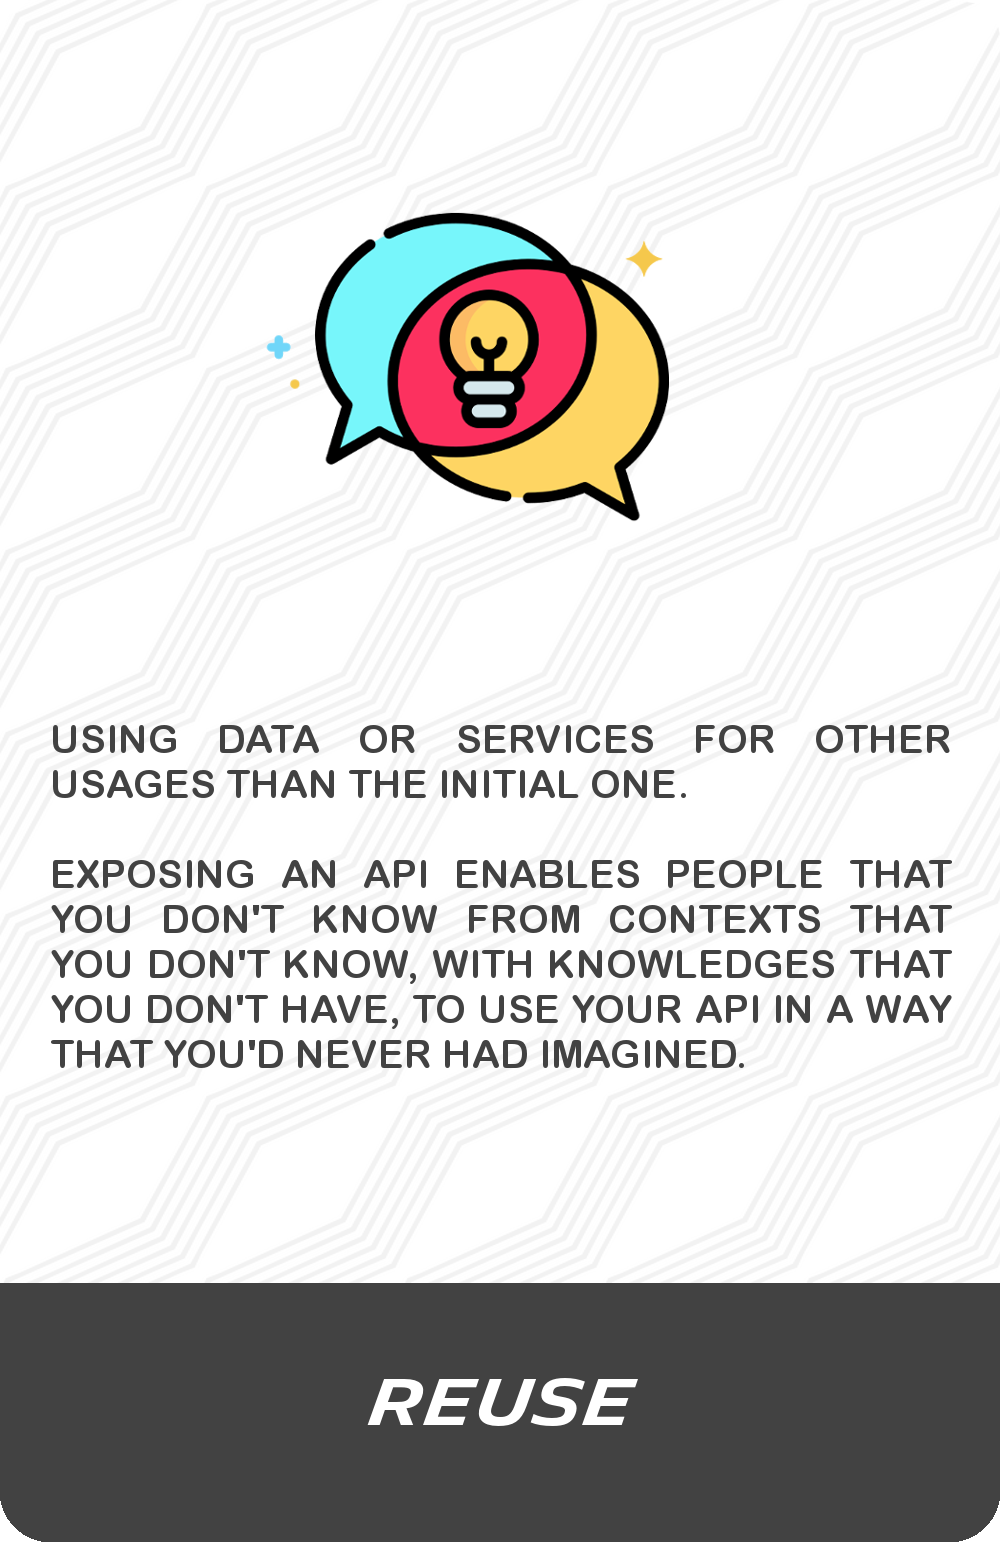 USING DATA OR SERVICES FOR OTHER
USAGES THAN THE INITIAL ONE.
EXPOSING AN API ENABLES PEOPLE THAT
YOU DON'T KNOW FROM CONTEXTS THAT
YOU DON'T KNOW, WITH KNOWLEDGES THAT
YOU DON'T HAVE, TO USE YOUR API IN A WAY
THAT YOU'D NEVER HAD IMAGINED.
REUSE